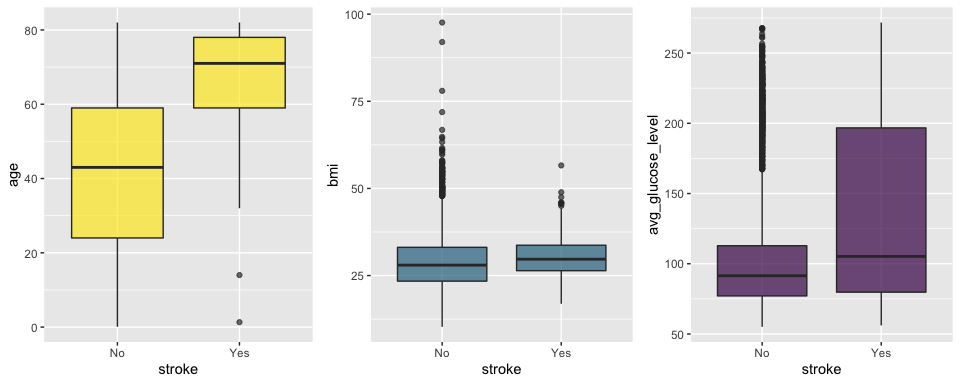 age
80
60
40
20
0
No
Yes
stroke
bmi
100
75
50
25
No
Yes
stroke
avg_glucose_level
250
200
150
100
50
No
Yes
stroke